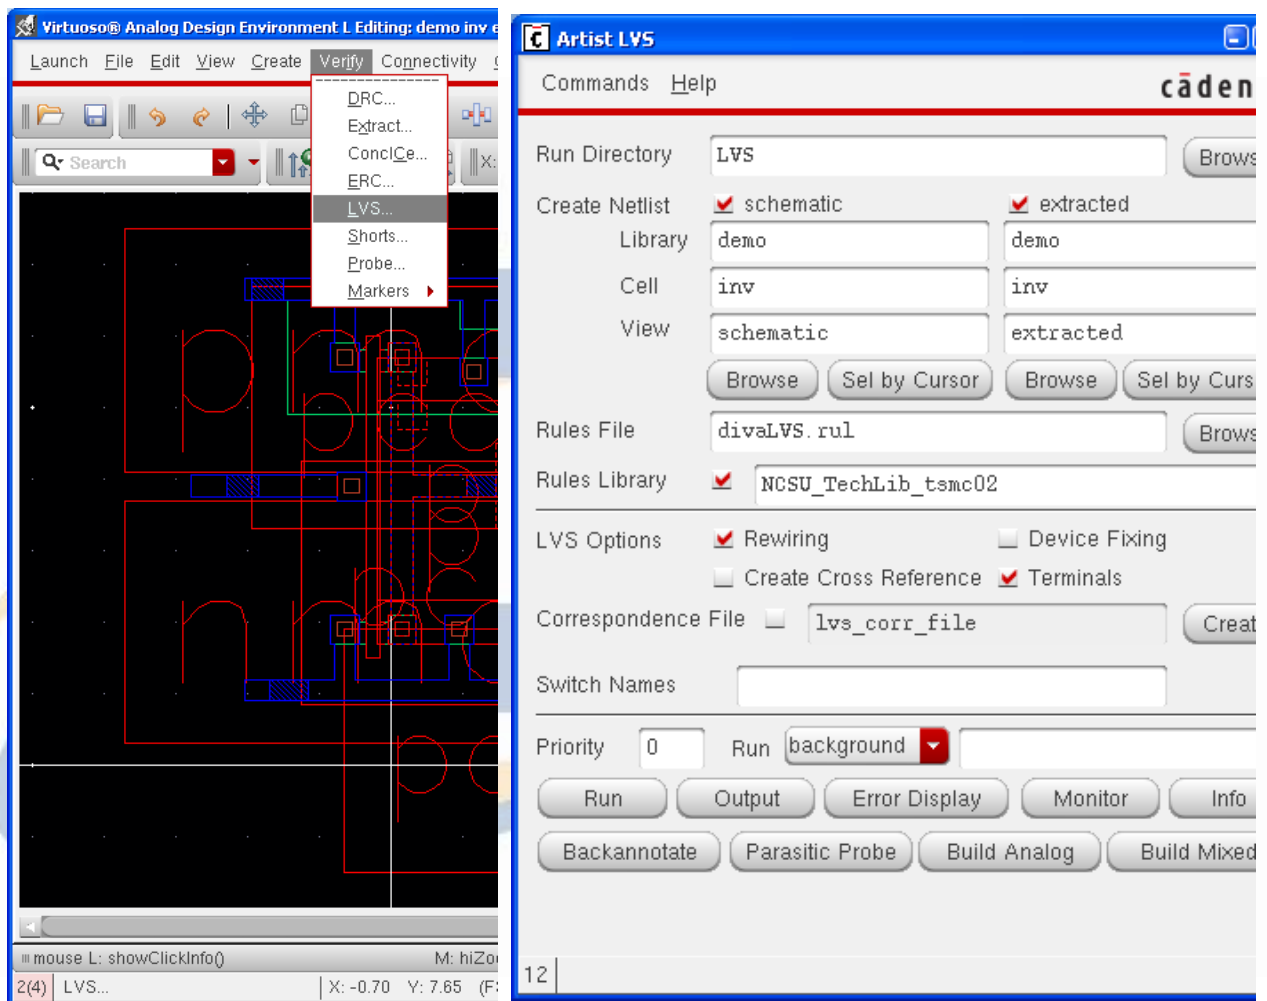 Virtuoso® Analog Design Environment L Editing: demo inv e
Launch File Edit View Create Verify Connectivity
DRC...
Extract...
ConclCe...
ERC...
LVS...
Shorts...
Probe...
Markers
Search
X:
mouse L: showClickInfo()
M: hiZoo
2(4) LVS...
X: -0.70 Y: 7.65 (F3
Artist LVS
Commands Help
cāden
Run Directory LVS Brows
Create Netlist schematic extracted
Library demo demo
Cell inv inv
View schematic extracted
Browse Sel by Cursor Browse Sel by Curs
Rules File divaLVS.rul Brows
Rules Library NCSU_TechLib_tsmc02
LVS Options Rewiring Device Fixing
Create Cross Reference Terminals
Correspondence File lvs_corr_file Creat
Switch Names
Priority 0 Run background
Run Output Error Display Monitor Info
Backannotate Parasitic Probe Build Analog Build Mixed
12